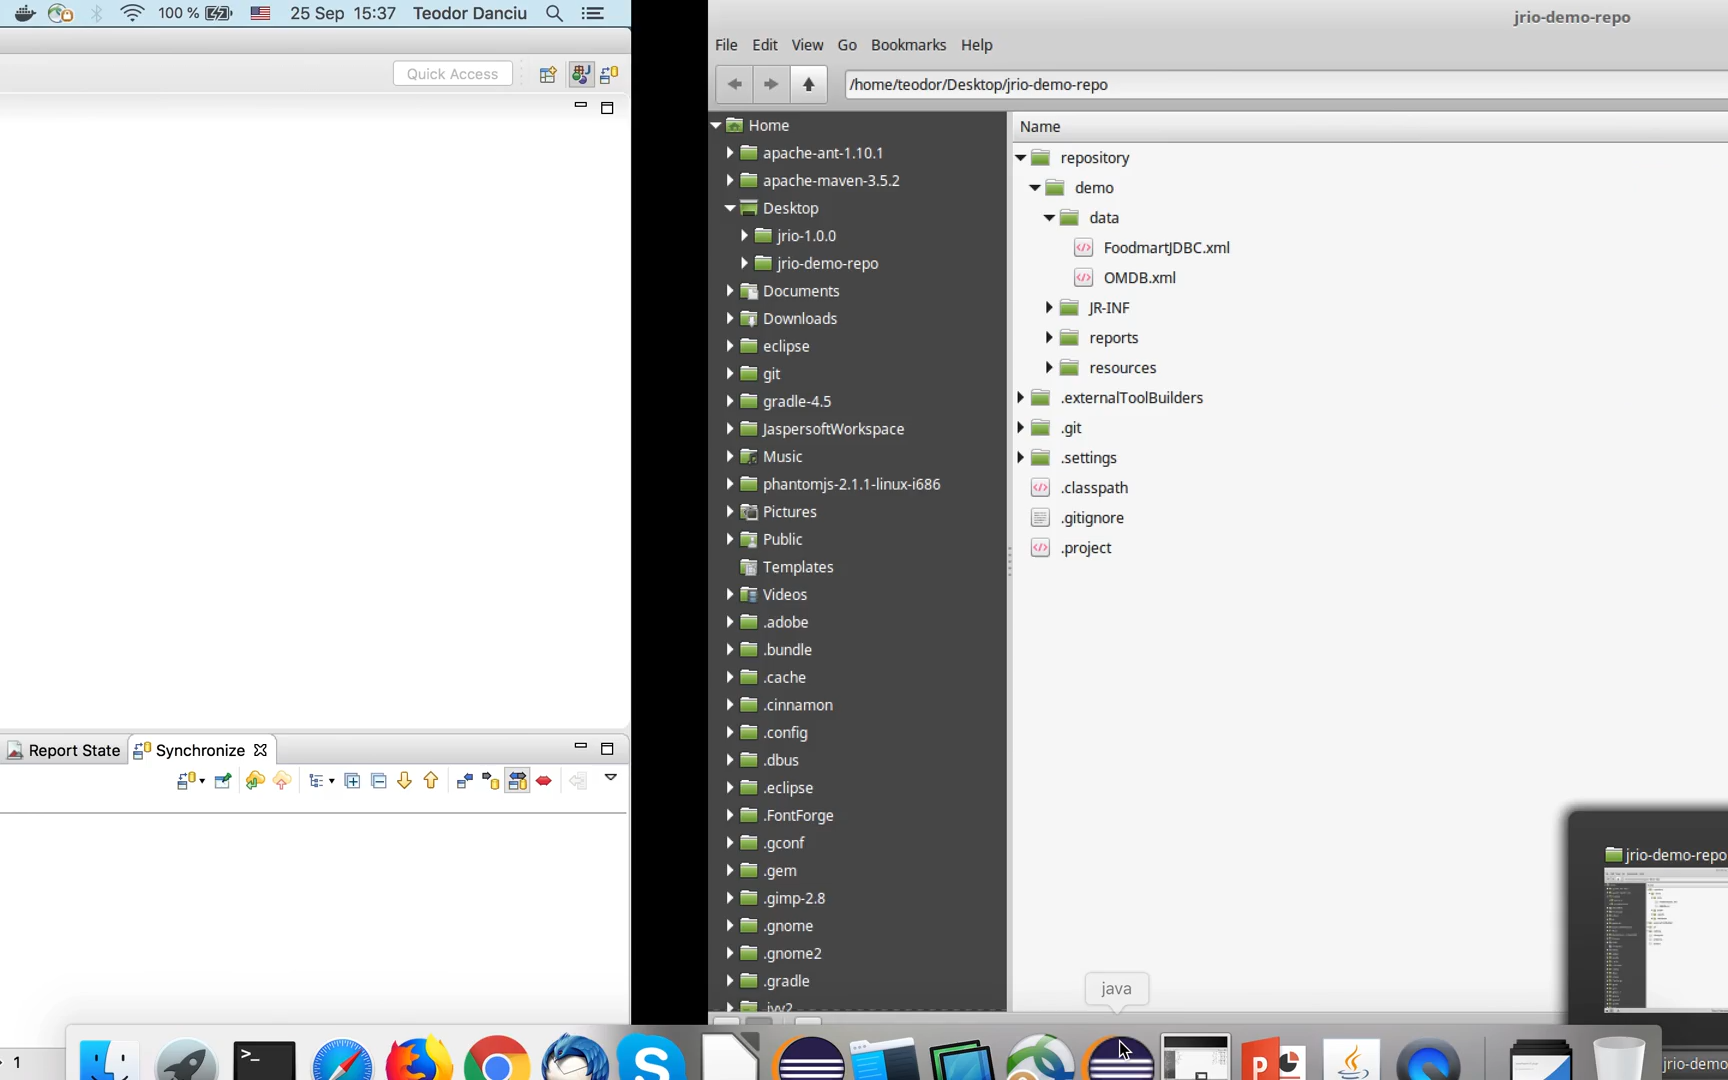 100 %
25 Sep 15:37
Teodor Danciu
Quick Access
Report State
Synchronize
1
jrio-demo-repo
File Edit View Go Bookmarks Help
/home/teodor/Desktop/jrio-demo-repo
Home
apache-ant-1.10.1
apache-maven-3.5.2
Desktop
jrio-1.0.0
jrio-demo-repo
Documents
Downloads
eclipse
git
gradle-4.5
JaspersoftWorkspace
Music
phantomjs-2.1.1-linux-i686
Pictures
Public
Templates
Videos
.adobe
.bundle
.cache
.cinnamon
.config
.dbus
.eclipse
.FontForge
.gconf
.gem
.gimp-2.8
.gnome
.gnome2
.gradle
Name
repository
demo
data
FoodmartJDBC.xml
OMDB.xml
JR-INF
reports
resources
.externalToolBuilders
.git
.settings
.classpath
.gitignore
.project
jrio-demo-repo
java
jrio-demo